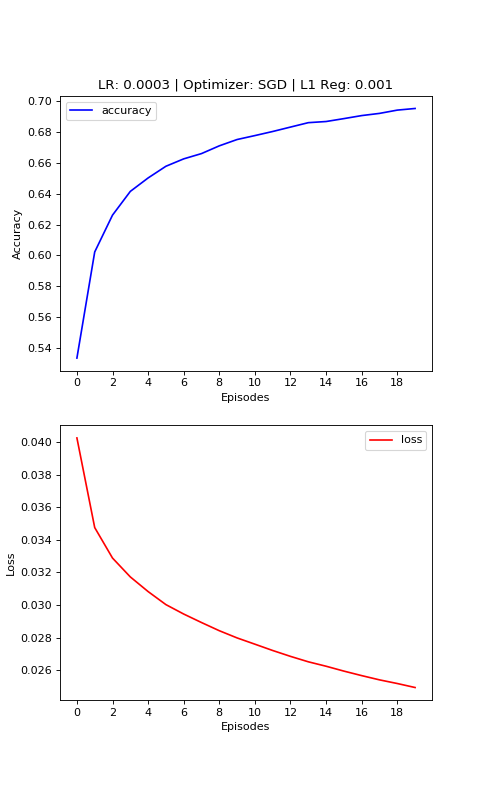 LR: 0.0003 | Optimizer: SGD | L1 Reg: 0.001
accuracy
0.70
0.68
0.66
0.64
0.62
0.60
0.58
0.56
0.54
Accuracy
0 2 4 6 8 10 12 14 16 18
Episodes
loss
0.040
0.038
0.036
0.034
0.032
0.030
0.028
0.026
Loss
0 2 4 6 8 10 12 14 16 18
Episodes